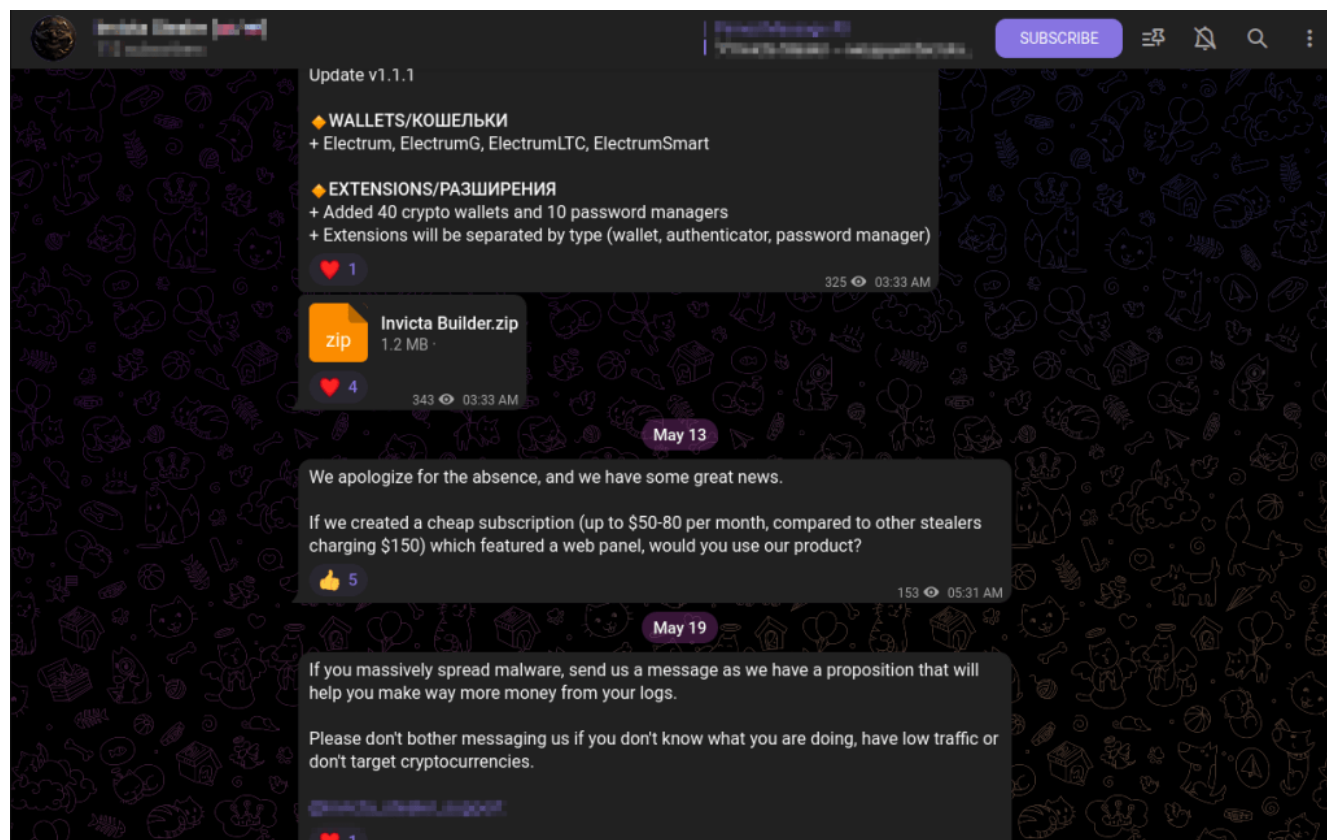 SUBSCRIBE
Update v1.1.1
WALLETS/КОШЕЛЬКИ
+ Electrum, ElectrumG, ElectrumLTC, ElectrumSmart
EXTENSIONS/РАЗШИРЕНИЯ
+ Added 40 crypto wallets and 10 password managers
+ Extensions will be separated by type (wallet, authenticator, password manager)
1
325 03:33 AM
zip
Invicta Builder.zip
1.2 MB ·
4
343 03:33 AM
May 13
We apologize for the absence, and we have some great news.
If we created a cheap subscription (up to $50-80 per month, compared to other stealers
charging $150) which featured a web panel, would you use our product?
5
153 05:31 AM
May 19
If you massively spread malware, send us a message as we have a proposition that will
help you make way more money from your logs.
Please don't bother messaging us if you don't know what you are doing, have low traffic or
don't target cryptocurrencies.
1